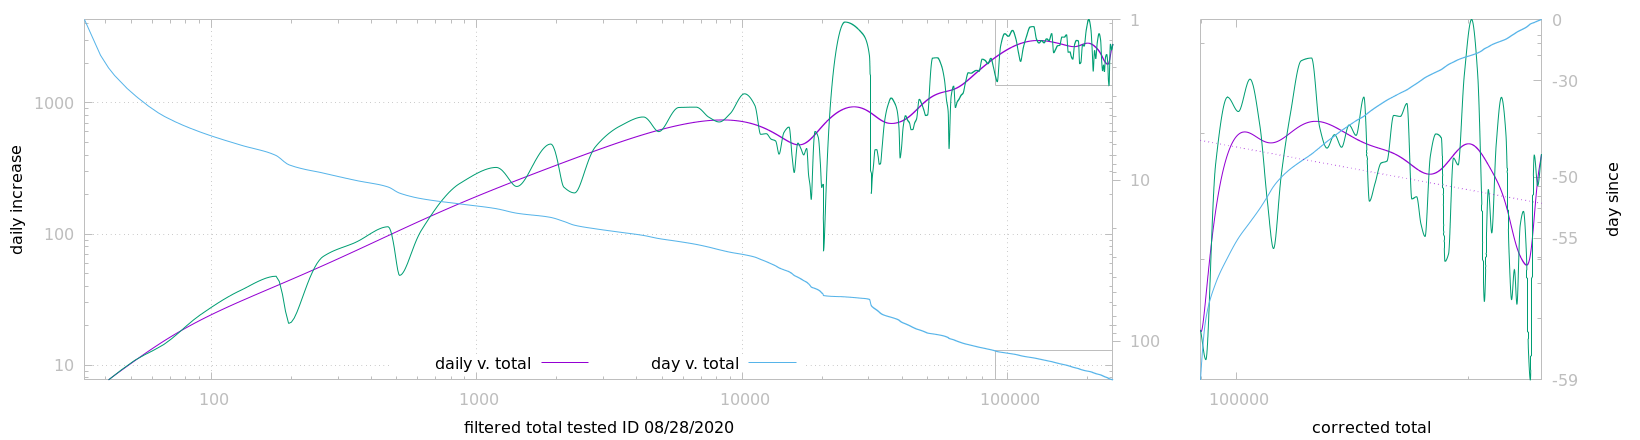 daily increase
1000
100
10
daily v. total
day v. total
100
1000
10000
100000
filtered total tested ID 08/28/2020
1
10
100
100000
corrected total
0
-30
-50
-55
-59
day since